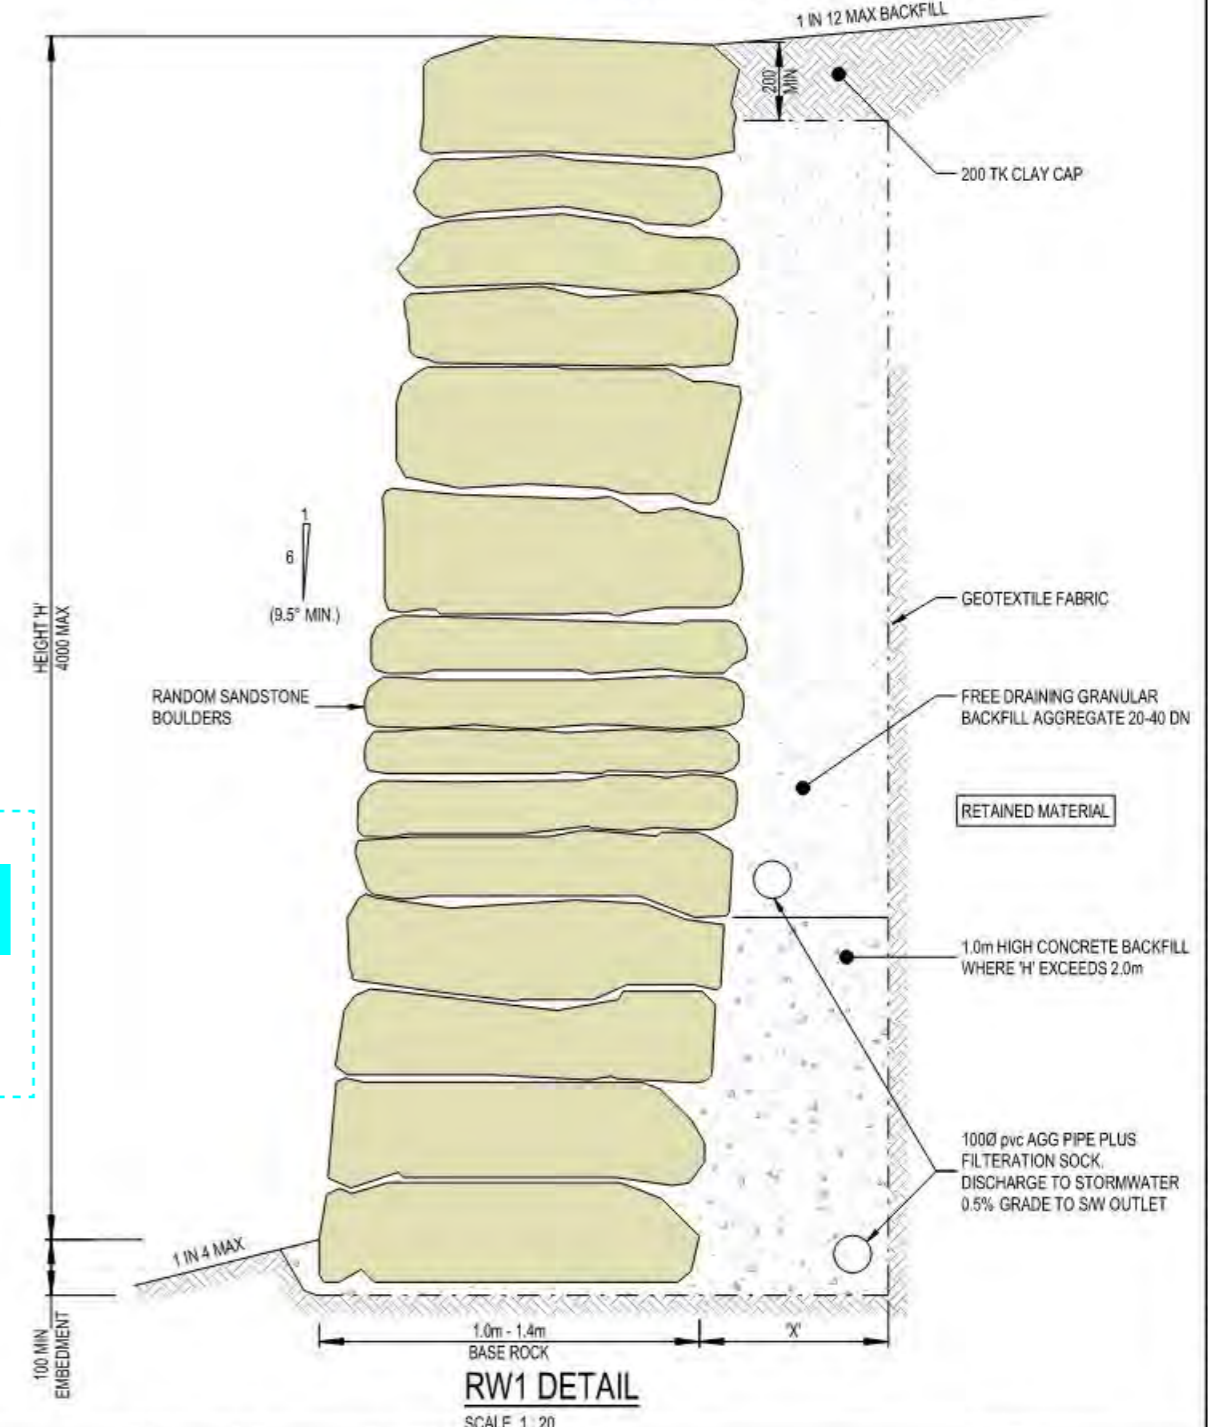 1 IN 12 MAX BACKFILL
200
MIN
200 TK CLAY CAP
1
6
(9.5° MIN.)
HEIGHT 'H'
4000 MAX
GEOTEXTILE FABRIC
RANDOM SANDSTONE
BOULDERS
FREE DRAINING GRANULAR
BACKFILL AGGREGATE 20-40 DN
RETAINED MATERIAL
1.0m HIGH CONCRETE BACKFILL
WHERE 'H' EXCEEDS 2.0m
100Ø pvc AGG PIPE PLUS
FILTERATION SOCK.
DISCHARGE TO STORMWATER
0.5% GRADE TO S/W OUTLET
1 IN 4 MAX
100 MIN
EMBEDMENT
1.0m - 1.4m
BASE ROCK
'X'
RW1 DETAIL
SCALE 1 : 20